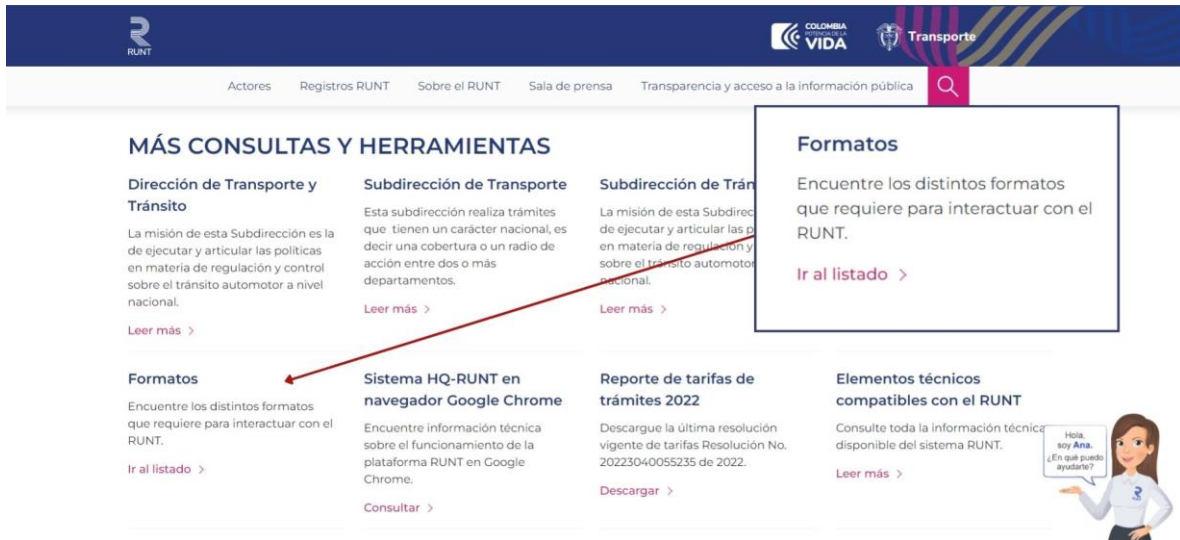 RUNT
COLOMBIA
POTENCIA DE LA
VIDA
Transporte
Actores
Registros RUNT
Sobre el RUNT
Sala de prensa
Transparencia y acceso a la información pública
MÁS CONSULTAS Y HERRAMIENTAS
Dirección de Transporte y
Tránsito
La misión de esta Subdirección es la
de ejecutar y articular las políticas
en materia de regulación y control
sobre el tránsito automotor a nivel
nacional.
Leer más >
Subdirección de Transporte
Esta subdirección realiza trámites
que tienen un carácter nacional, es
decir una cobertura o un radio de
acción entre dos o más
departamentos.
Leer más >
Subdirección de Trán
La misión de esta Subdirec
de ejecutar y articular las p
en materia de regulación y
sobre el tránsito automotor
nacional.
Leer más >
Formatos
Encuentre los distintos formatos
que requiere para interactuar con el
RUNT.
Ir al listado >
Formatos
Encuentre los distintos formatos
que requiere para interactuar con el
RUNT.
Ir al listado >
Sistema HQ-RUNT en
navegador Google Chrome
Encuentre información técnica
sobre el funcionamiento de la
plataforma RUNT en Google
Chrome.
Consultar >
Reporte de tarifas de
trámites 2022
Descargue la última resolución
vigente de tarifas Resolución No.
20223040055235 de 2022.
Descargar >
Elementos técnicos
compatibles con el RUNT
Consulte toda la información técnica
disponible del sistema RUNT.
Leer más >
Hola,
soy Ana.
¿En qué puedo
ayudarte?